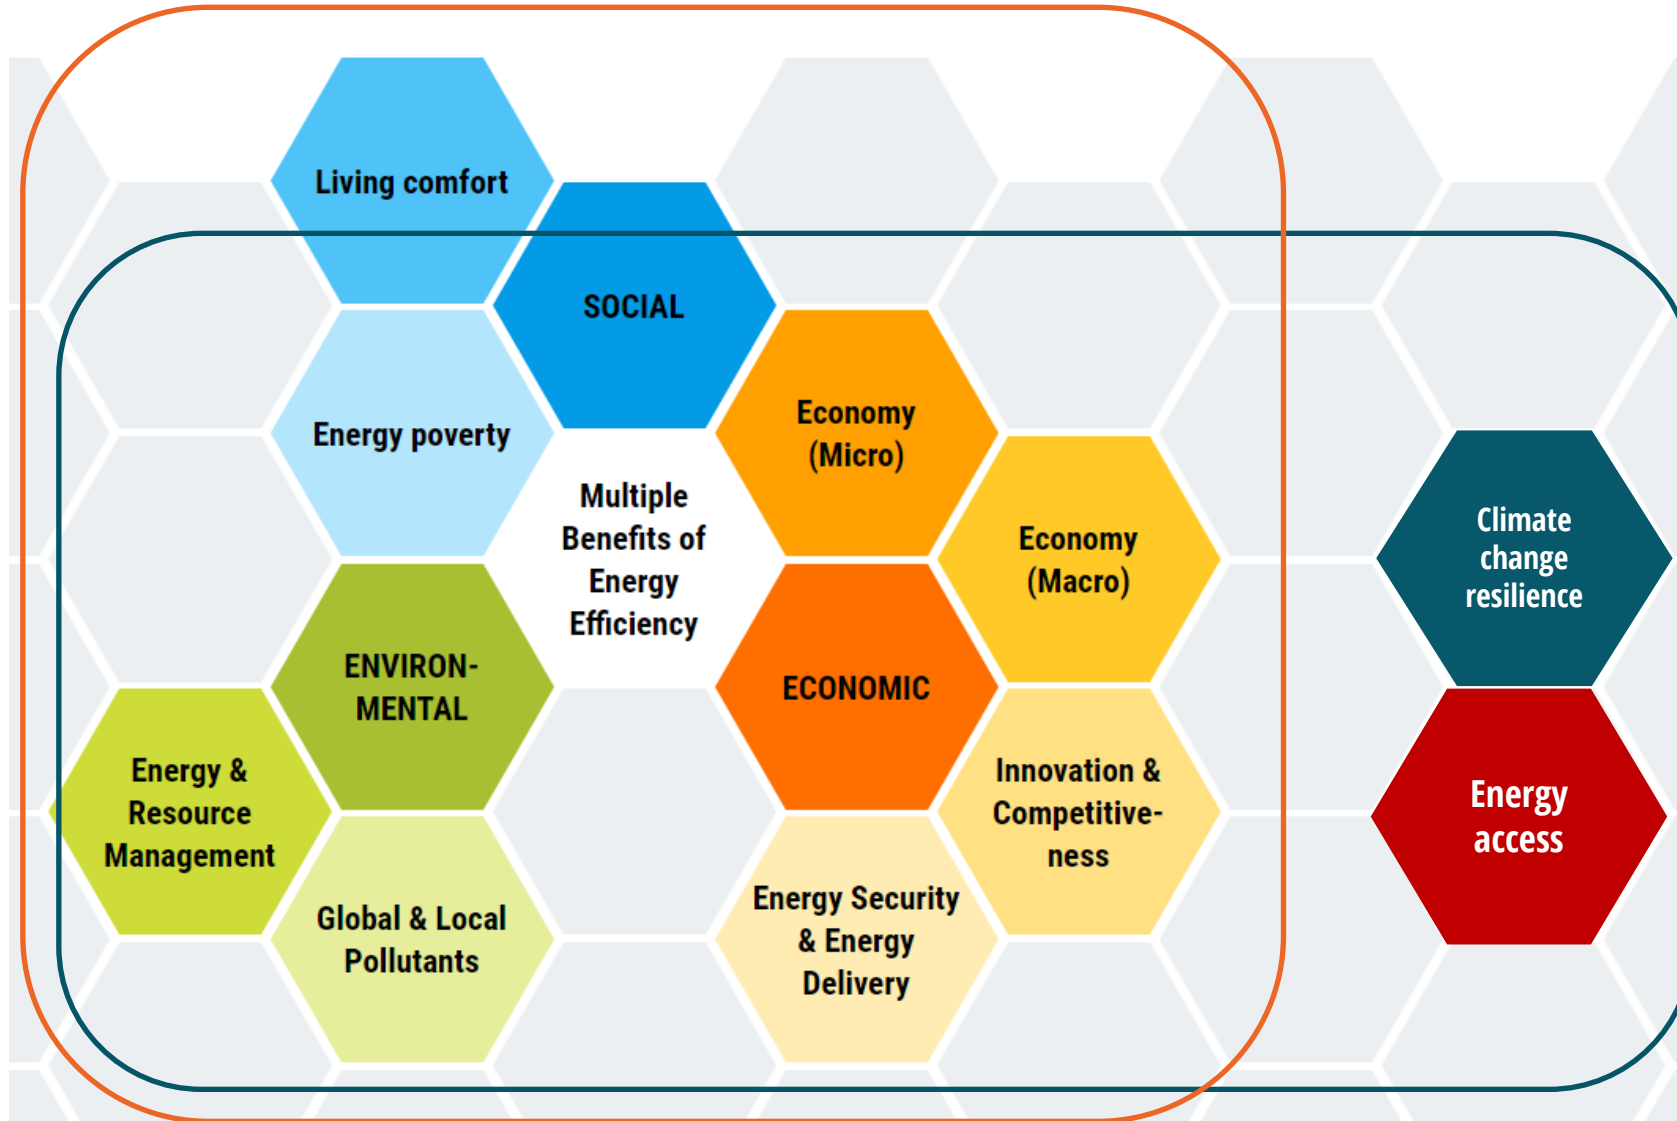 Living comfort
SOCIAL
Energy poverty
Economy
(Micro)
Multiple
Benefits of
Energy
Efficiency
Economy
(Macro)
Climate
change
resilience
ENVIRON-
MENTAL
ECONOMIC
Energy &
Resource
Management
Innovation &
Competitive-
ness
Energy
access
Global & Local
Pollutants
Energy Security
& Energy
Delivery